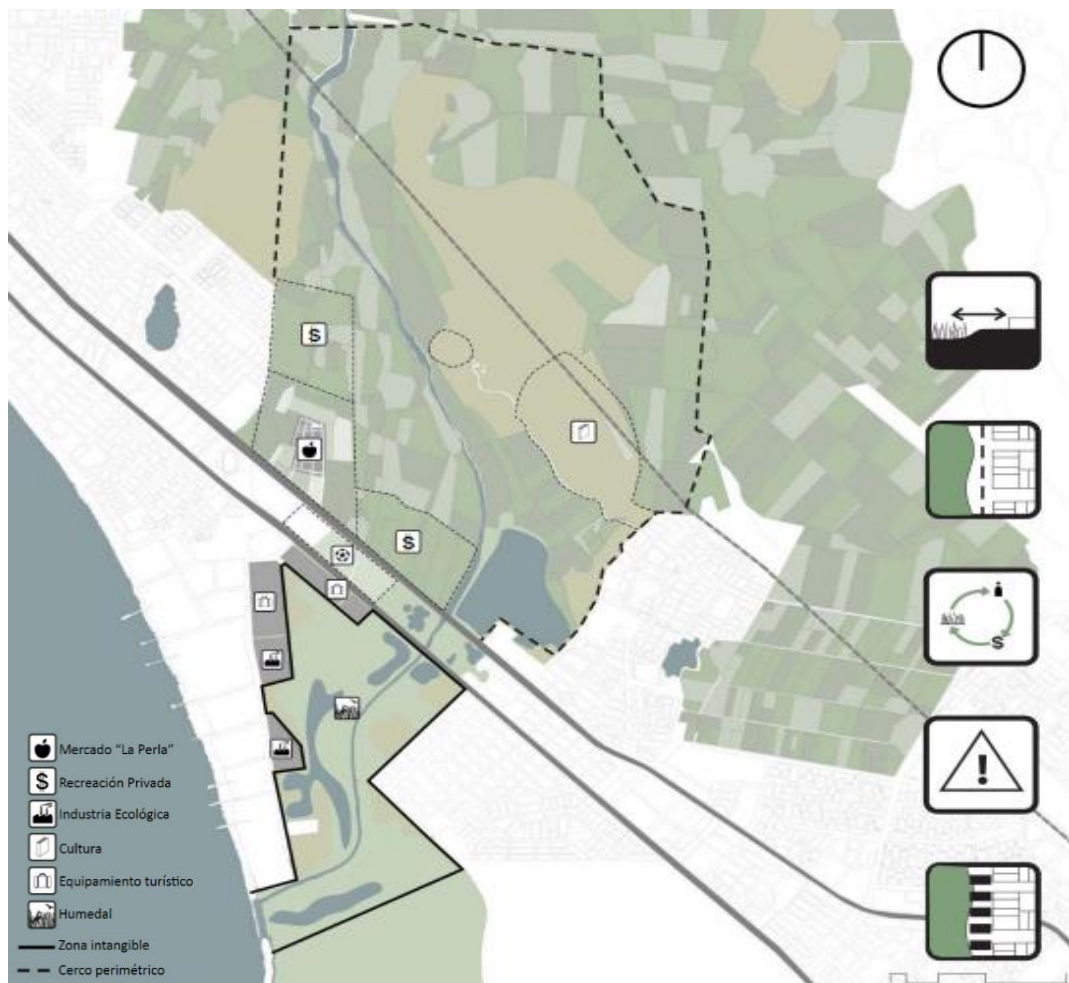 Mercado "La Perla"
Recreación Privada
Industria Ecológica
Cultura
Equipamiento turístico
Humedal
Zona intangible
Cerco perimétrico
$
$
$
$
!